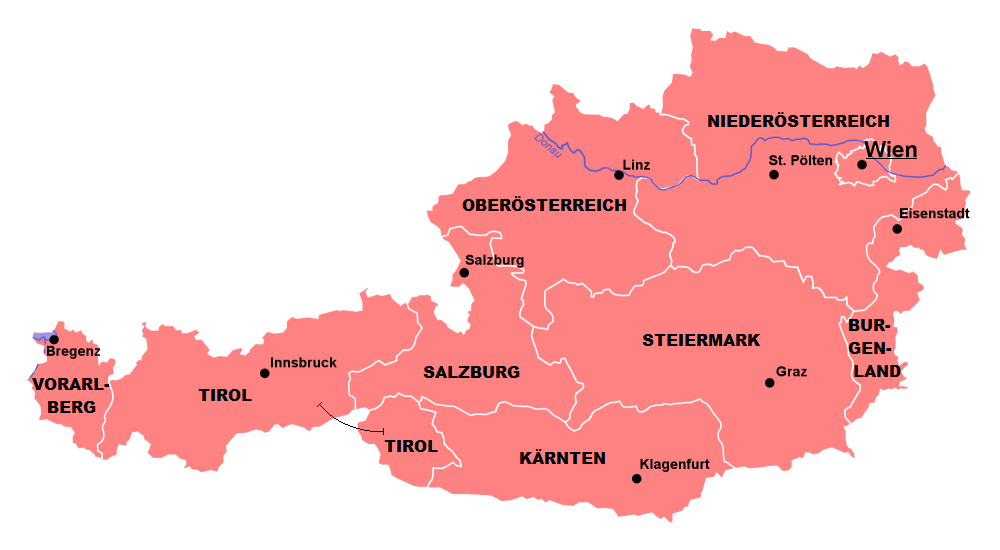 NIEDERÖSTERREICH
Donau
Wien
Linz
St. Pölten
OBERÖSTERREICH
Eisenstadt
Salzburg
BUR-
GEN-
LAND
STEIERMARK
Bregenz
Innsbruck
Graz
VORARL-
BERG
TIROL
SALZBURG
TIROL
KÄRNTEN
Klagenfurt